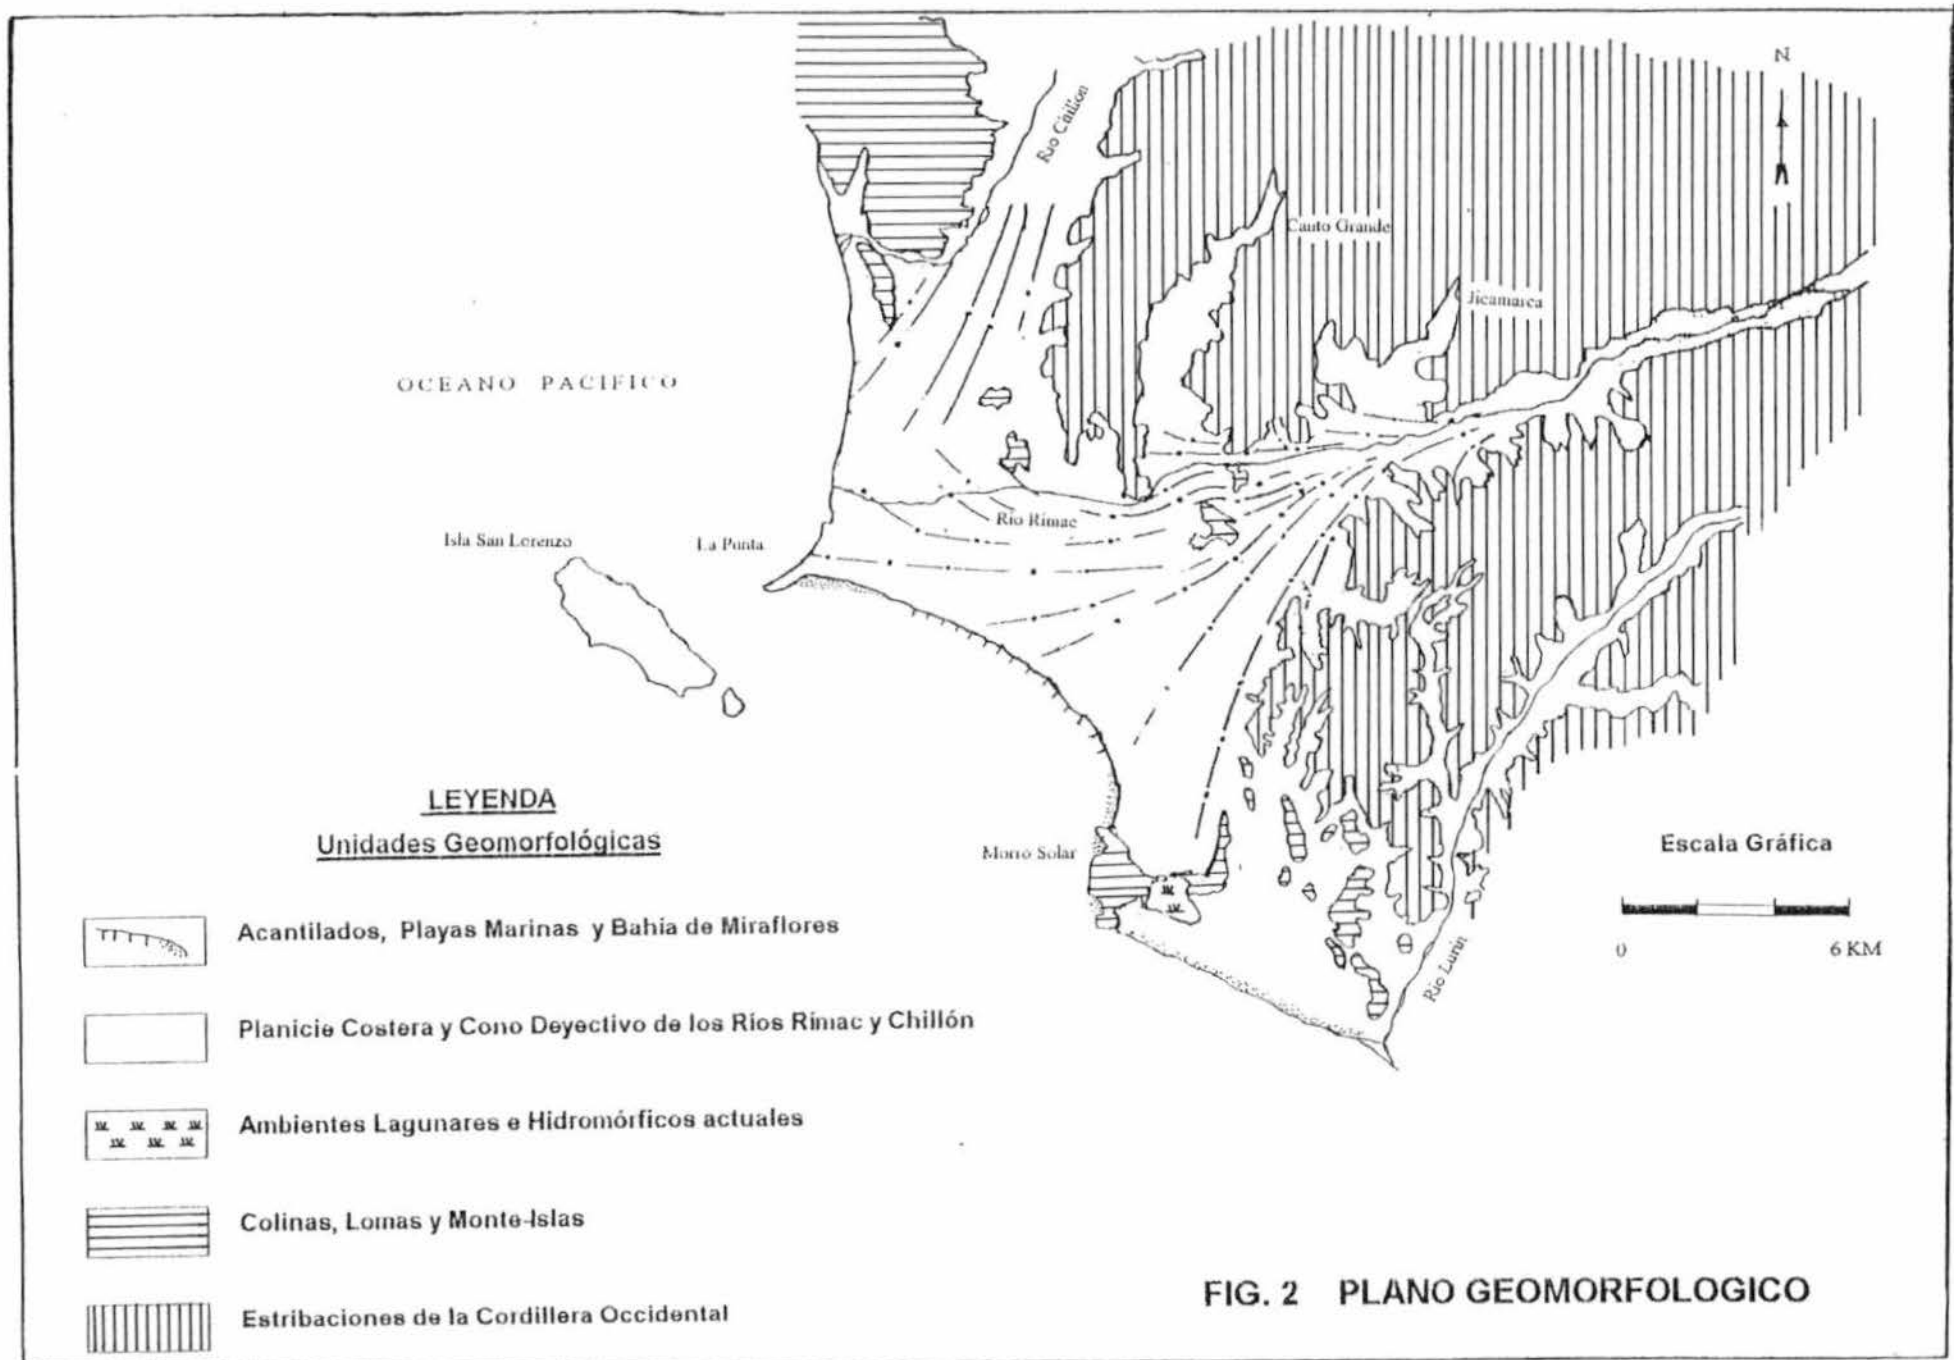 N
Río Chillón
Canto Grande
Jicamarca
OCEANO PACIFICO
Río Rímac
Isla San Lorenzo
La Punta
LEYENDA
Unidades Geomorfológicas
Morro Solar
Escala Gráfica
0 6 KM
Río Lurín
Acantilados, Playas Marinas y Bahía de Miraflores
Planicie Costera y Cono Deyectivo de los Ríos Rímac y Chillón
Ambientes Lagunares e Hidromórficos actuales
Colinas, Lomas y Monte-Islas
Estribaciones de la Cordillera Occidental
FIG. 2 PLANO GEOMORFOLOGICO